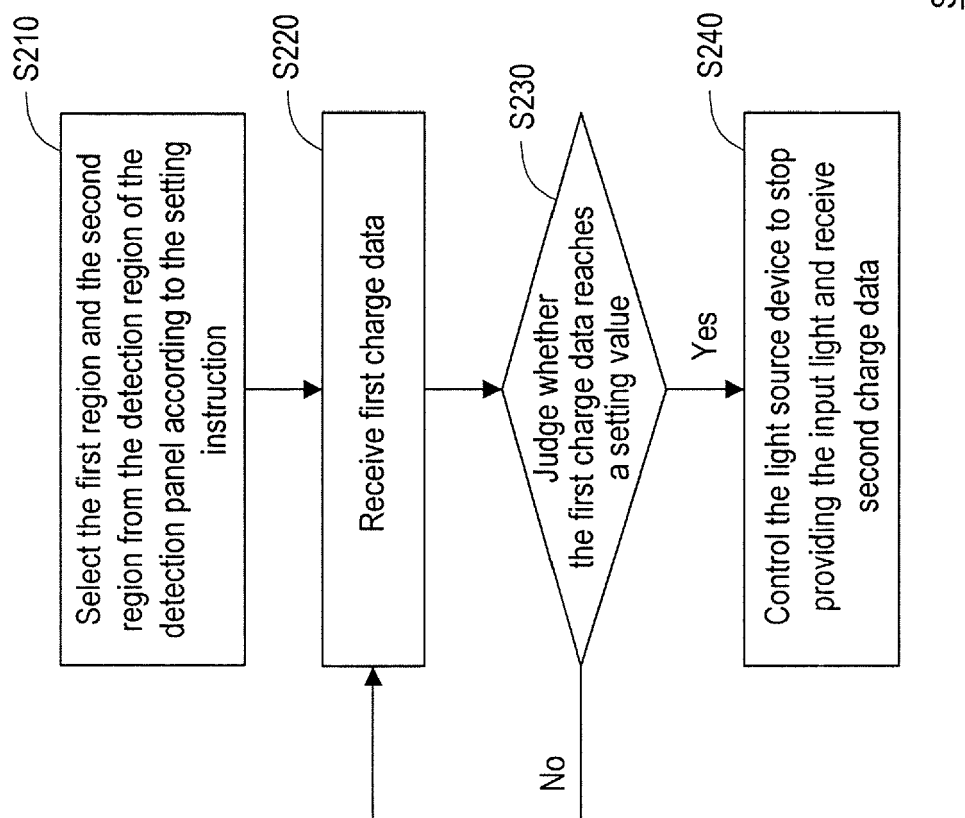 S210
Select the first region and the second
region from the detection region of the
detection panel according to the setting
instruction
S220
Receive first charge data
S230
Judge whether
the first charge data reaches
a setting value
No
Yes
S240
Control the light source device to stop
providing the input light and receive
second charge data